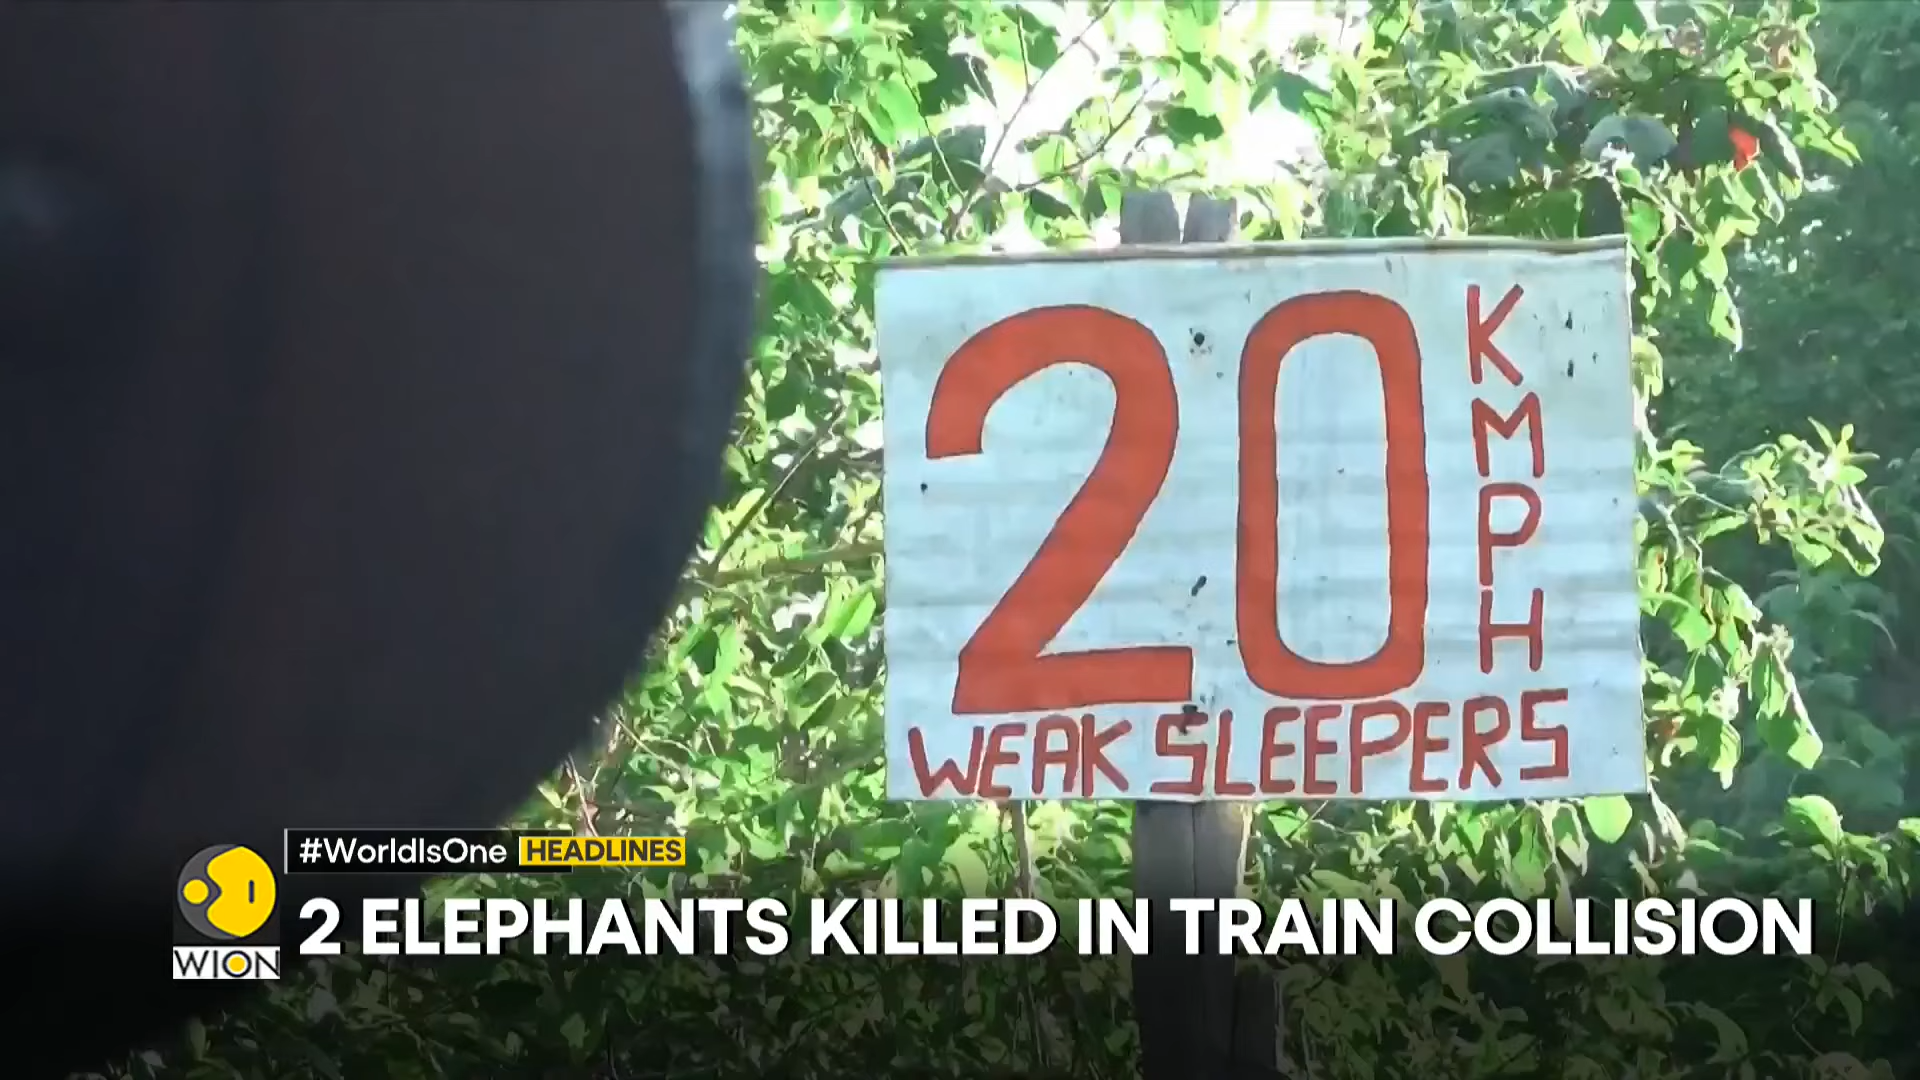 20
KMPH
WEAK SLEEPERS
#WorldIsOne HEADLINES
2 ELEPHANTS KILLED IN TRAIN COLLISION
WION